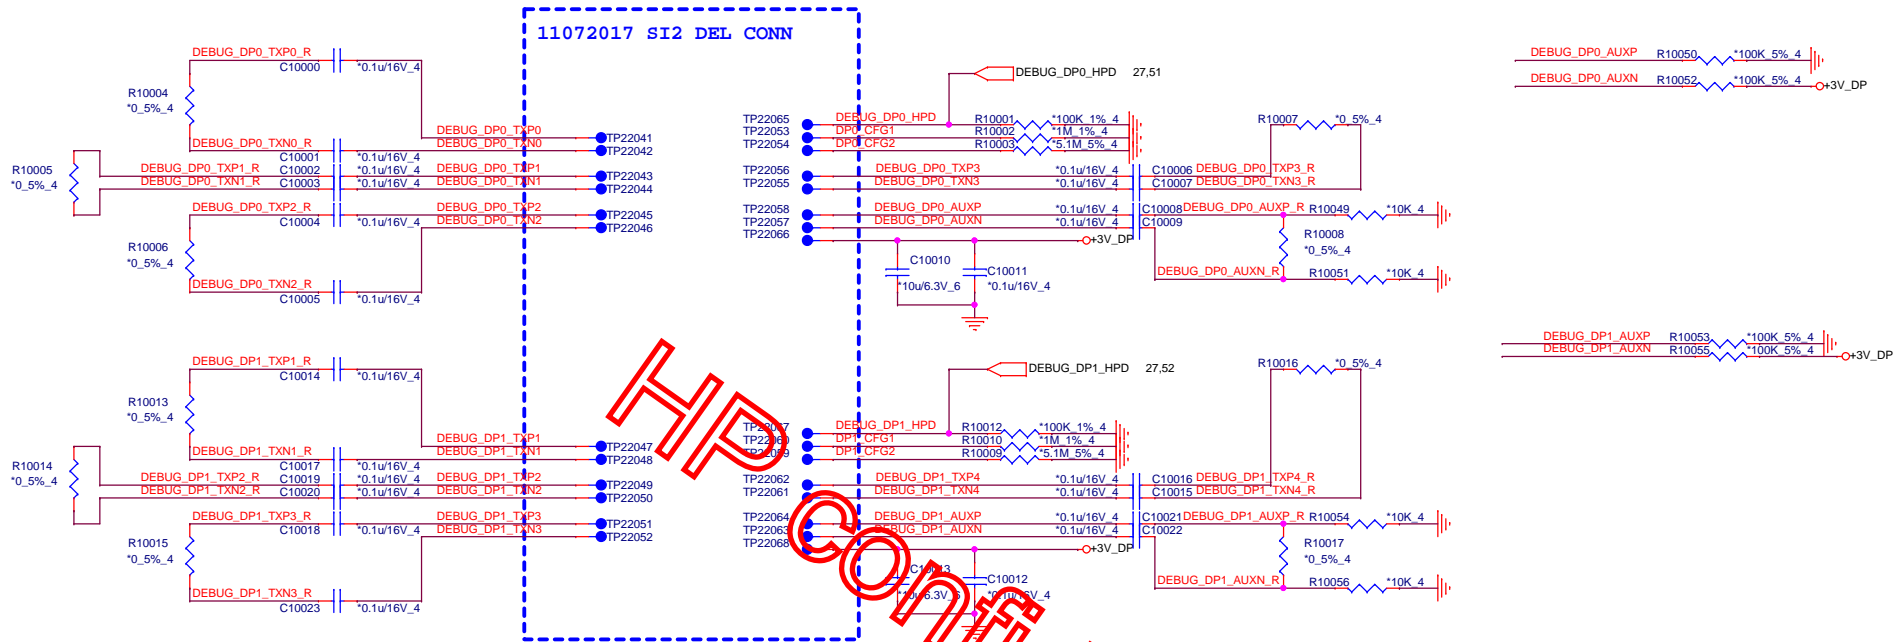 11072017 SI2 DEL CONN
DEBUG_DP0_TXP0_R
C10000
*0.1u/16V_4
R10004
*0_5%_4
DEBUG_DP0_TXP0
TP22041
DEBUG_DP0_TXN0_R
DEBUG_DP0_TXN0
TP22042
C10001
*0.1u/16V_4
R10005
*0_5%_4
DEBUG_DP0_TXP1_R
C10002
*0.1u/16V_4
DEBUG_DP0_TXP1
TP22043
DEBUG_DP0_TXN1_R
C10003
*0.1u/16V_4
DEBUG_DP0_TXN1
TP22044
DEBUG_DP0_TXP2_R
C10004
*0.1u/16V_4
DEBUG_DP0_TXP2
TP22045
DEBUG_DP0_TXN2
TP22046
R10006
*0_5%_4
DEBUG_DP0_TXN2_R
C10005
*0.1u/16V_4
DEBUG_DP0_HPD 27,51
TP22065
DEBUG_DP0_HPD
R10001
*100K_1%_4
TP22053
DP0_CFG1
R10002
*1M_1%_4
TP22054
DP0_CFG2
R10003
*5.1M_5%_4
TP22056
DEBUG_DP0_TXP3
*0.1u/16V_4
C10006
DEBUG_DP0_TXP3_R
TP22055
DEBUG_DP0_TXN3
*0.1u/16V_4
C10007
DEBUG_DP0_TXN3_R
R10007
*0_5%_4
TP22058
DEBUG_DP0_AUXP
*0.1u/16V_4
C10008
DEBUG_DP0_AUXP_R
R10049
*10K_4
TP22057
DEBUG_DP0_AUXN
*0.1u/16V_4
C10009
TP22066
+3V_DP
R10008
*0_5%_4
C10010
*10u/6.3V_6
C10011
*0.1u/16V_4
DEBUG_DP0_AUXN_R
R10051
*10K_4
DEBUG_DP0_AUXP
R10050
*100K_5%_4
DEBUG_DP0_AUXN
R10052
*100K_5%_4
+3V_DP
DEBUG_DP1_TXP1_R
C10014
*0.1u/16V_4
R10013
*0_5%_4
DEBUG_DP1_TXP1
TP22047
DEBUG_DP1_TXN1_R
DEBUG_DP1_TXN1
TP22048
C10017
*0.1u/16V_4
R10014
*0_5%_4
DEBUG_DP1_TXP2_R
C10019
*0.1u/16V_4
DEBUG_DP1_TXP2
TP22049
DEBUG_DP1_TXN2_R
C10020
*0.1u/16V_4
DEBUG_DP1_TXN2
TP22050
DEBUG_DP1_TXP3_R
C10018
*0.1u/16V_4
DEBUG_DP1_TXP3
TP22051
DEBUG_DP1_TXN3
TP22052
R10015
*0_5%_4
DEBUG_DP1_TXN3_R
C10023
*0.1u/16V_4
DEBUG_DP1_HPD 27,52
TP22067
DEBUG_DP1_HPD
R10012
*100K_1%_4
TP22060
DP1_CFG1
R10010
*1M_1%_4
TP22059
DP1_CFG2
R10009
*5.1M_5%_4
TP22062
DEBUG_DP1_TXP4
*0.1u/16V_4
C10016
DEBUG_DP1_TXP4_R
TP22061
DEBUG_DP1_TXN4
*0.1u/16V_4
C10015
DEBUG_DP1_TXN4_R
R10016
*0_5%_4
TP22064
DEBUG_DP1_AUXP
*0.1u/16V_4
C10021
DEBUG_DP1_AUXP_R
R10054
*10K_4
TP22063
DEBUG_DP1_AUXN
*0.1u/16V_4
C10022
TP22068
+3V_DP
R10017
*0_5%_4
C10013
*10u/6.3V_6
C10012
*0.1u/16V_4
DEBUG_DP1_AUXN_R
R10056
*10K_4
DEBUG_DP1_AUXP
R10053
*100K_5%_4
DEBUG_DP1_AUXN
R10055
*100K_5%_4
+3V_DP
HP
Confi